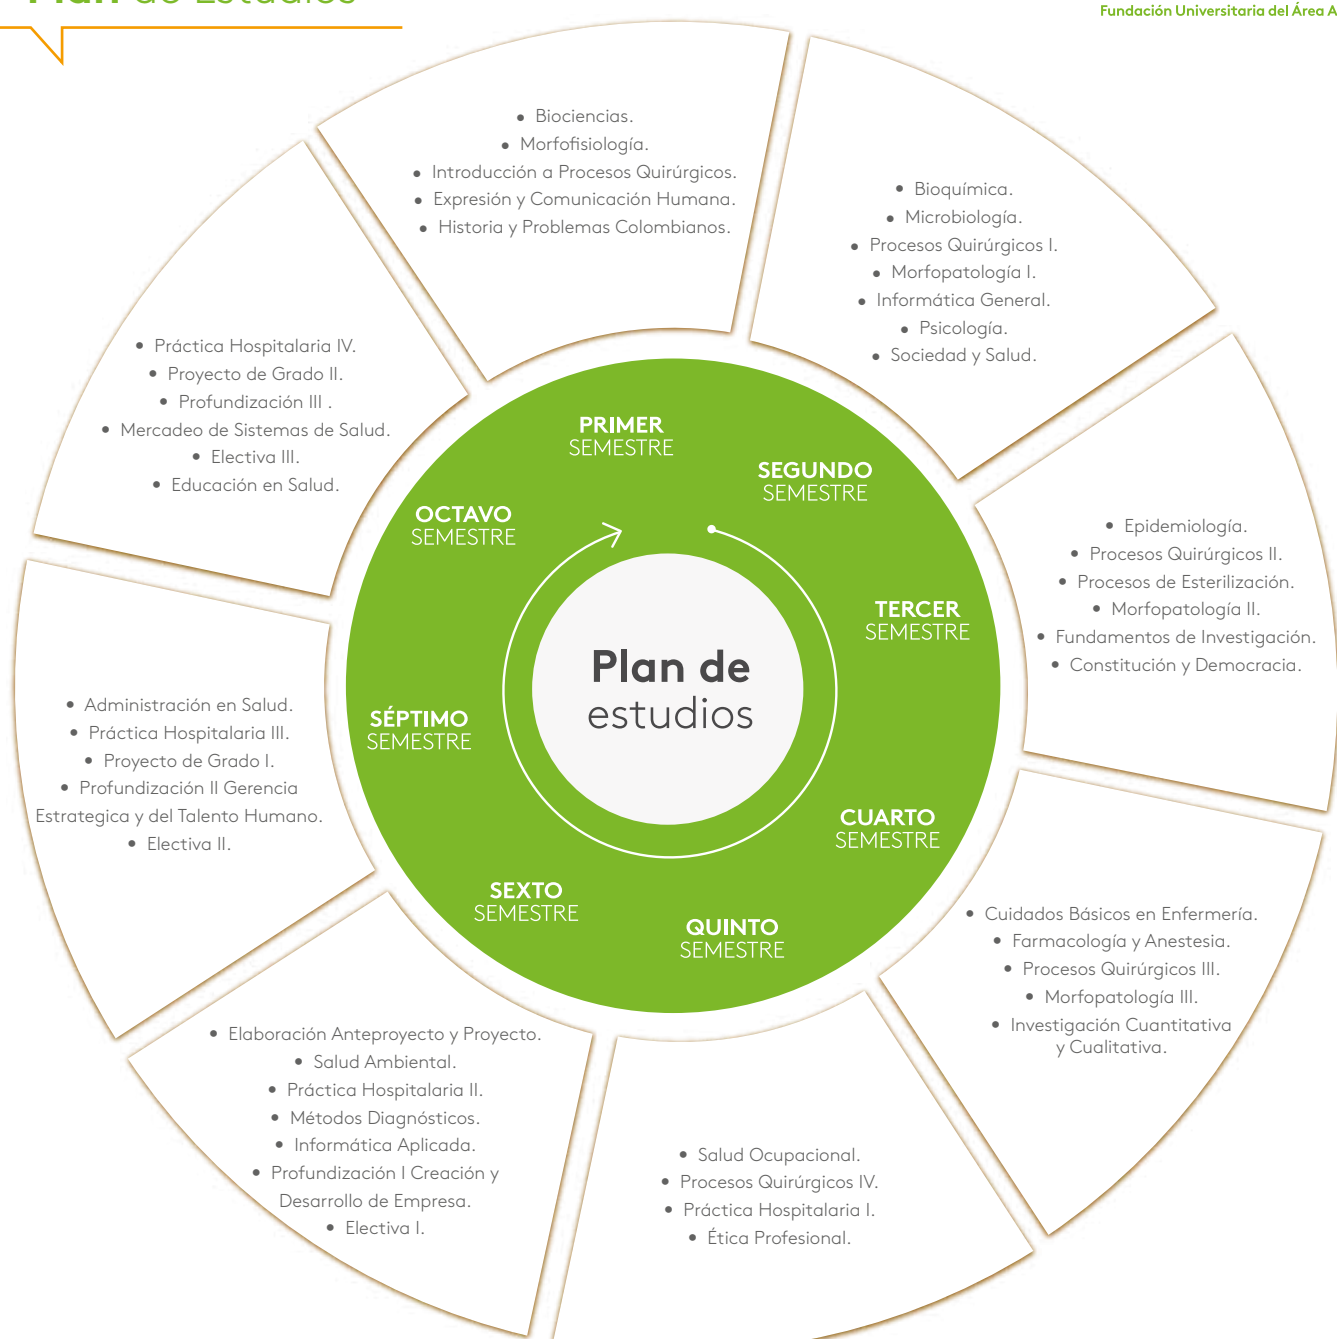 Plan de Estudios
Fundación Universitaria del Área A
• Biociencias.
• Morfofisiología.
• Introducción a Procesos Quirúrgicos.
• Expresión y Comunicación Humana.
• Historia y Problemas Colombianos.
• Bioquímica.
• Microbiología.
• Procesos Quirúrgicos I.
• Morfopatología I.
• Informática General.
• Psicología.
• Sociedad y Salud.
• Epidemiología.
• Procesos Quirúrgicos II.
• Procesos de Esterilización.
• Morfopatología II.
• Fundamentos de Investigación.
• Constitución y Democracia.
• Cuidados Básicos en Enfermería.
• Farmacología y Anestesia.
• Procesos Quirúrgicos III.
• Morfopatología III.
• Investigación Cuantitativa
y Cualitativa.
• Salud Ocupacional.
• Procesos Quirúrgicos IV.
• Práctica Hospitalaria I.
• Ética Profesional.
• Elaboración Anteproyecto y Proyecto.
• Salud Ambiental.
• Práctica Hospitalaria II.
• Métodos Diagnósticos.
• Informática Aplicada.
• Profundización I Creación y
Desarrollo de Empresa.
• Electiva I.
• Administración en Salud.
• Práctica Hospitalaria III.
• Proyecto de Grado I.
• Profundización II Gerencia
Estrategica y del Talento Humano.
• Electiva II.
• Práctica Hospitalaria IV.
• Proyecto de Grado II.
• Profundización III .
• Mercadeo de Sistemas de Salud.
• Electiva III.
• Educación en Salud.
PRIMER
SEMESTRE
SEGUNDO
SEMESTRE
TERCER
SEMESTRE
CUARTO
SEMESTRE
QUINTO
SEMESTRE
SEXTO
SEMESTRE
SÉPTIMO
SEMESTRE
OCTAVO
SEMESTRE
Plan de
estudios